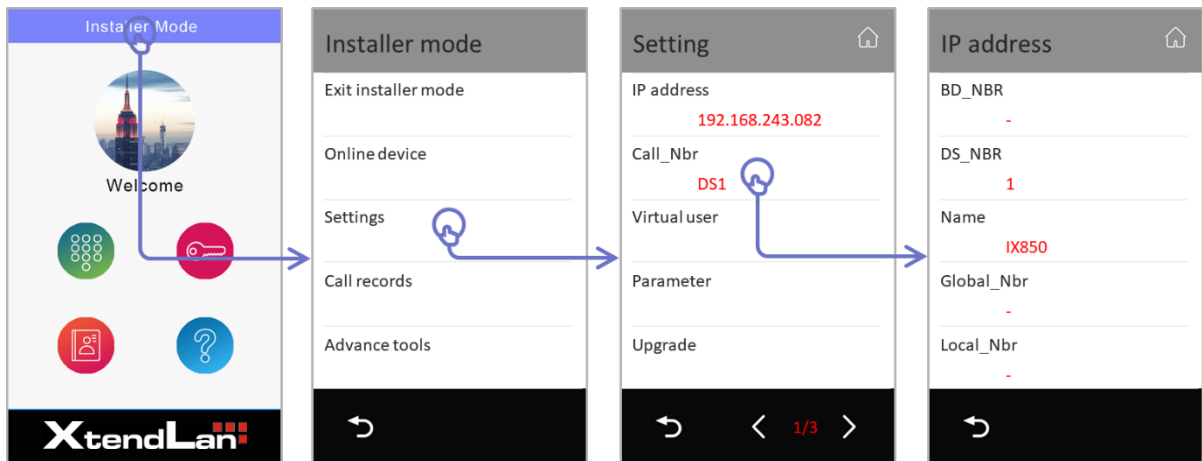 Installer Mode
Welcome
XtendLan
Installer mode
Exit installer mode
Online device
Settings
Call records
Advance tools
Setting
IP address
192.168.243.082
Call_Nbr
DS1
Virtual user
Parameter
Upgrade
1/3
IP address
BD_NBR
-
DS_NBR
1
Name
IX850
Global_Nbr
-
Local_Nbr
-